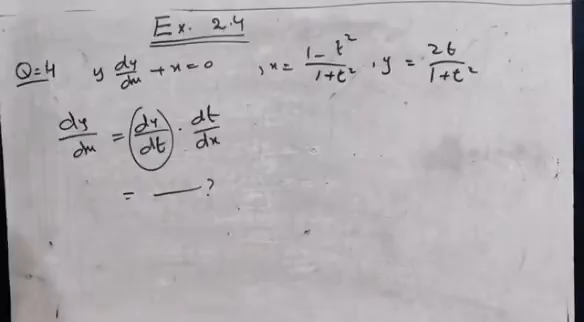 Ex. 2.4
Q=4 y dy/dx + x = 0 , x = 1-t²/1+t² , y = 2t/1+t²
dy/dx = (dy/dt) · dt/dx
= — ?